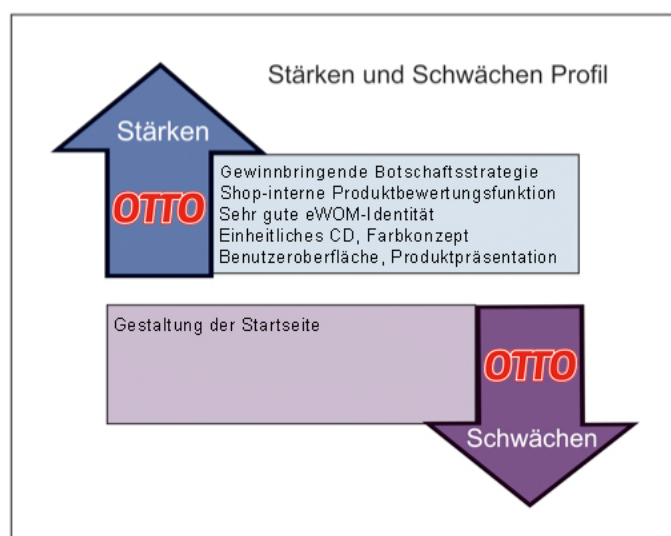 Stärken und Schwächen Profil
Stärken
OTTO
Gewinnbringende Botschaftsstrategie
Shop-interne Produktbewertungsfunktion
Sehr gute eWOM-Identität
Einheitliches CD, Farbkonzept
Benutzeroberfläche, Produktpräsentation
Gestaltung der Startseite
OTTO
Schwächen